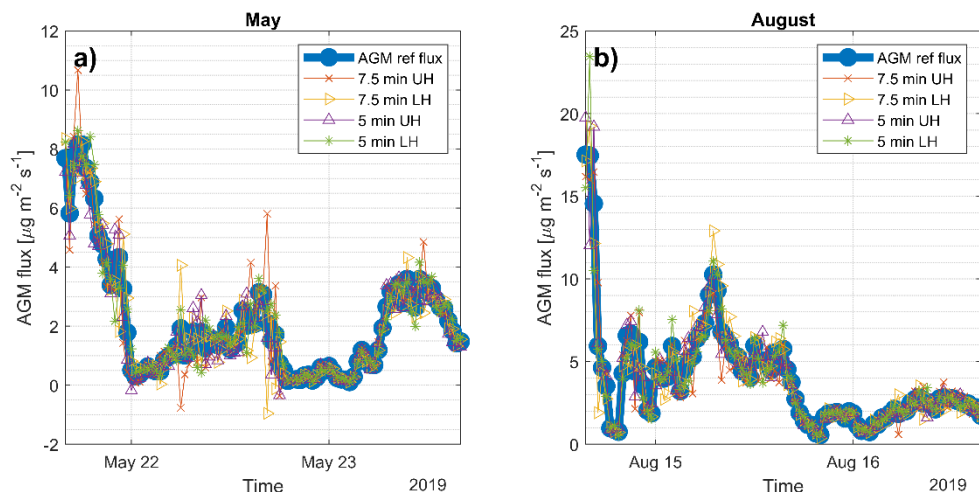 May
a)
AGM ref flux
7.5 min UH
7.5 min LH
5 min UH
5 min LH
12
10
8
6
4
2
0
-2
AGM flux [μg m-2 s-1]
May 22
May 23
Time
2019
August
b)
AGM ref flux
7.5 min UH
7.5 min LH
5 min UH
5 min LH
25
20
15
10
5
0
AGM flux [μg m-2 s-1]
Aug 15
Aug 16
Time
2019